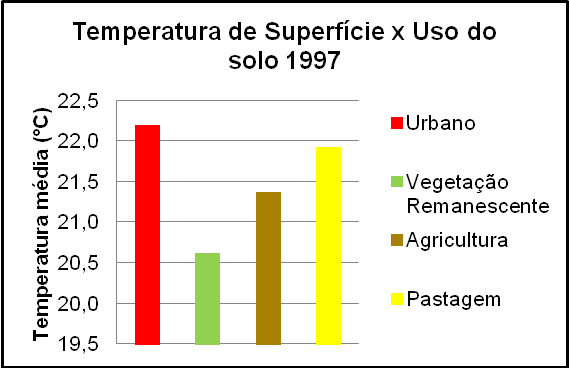 Temperatura de Superfície x Uso do
solo 1997
Temperatura média (°C)
22,5
22,0
21,5
21,0
20,5
20,0
19,5
Urbano
Vegetação
Remanescente
Agricultura
Pastagem